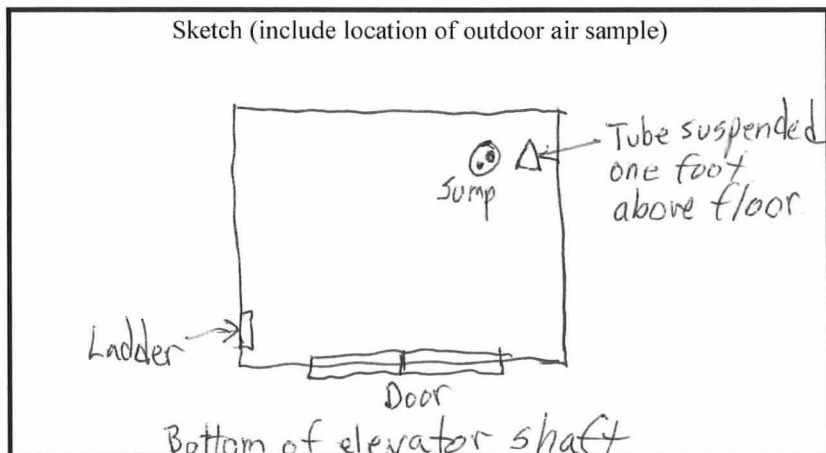 Sketch (include location of outdoor air sample)
Tube suspended
one foot
above floor
Sump
Ladder
Door
Bottom of elevator shaft